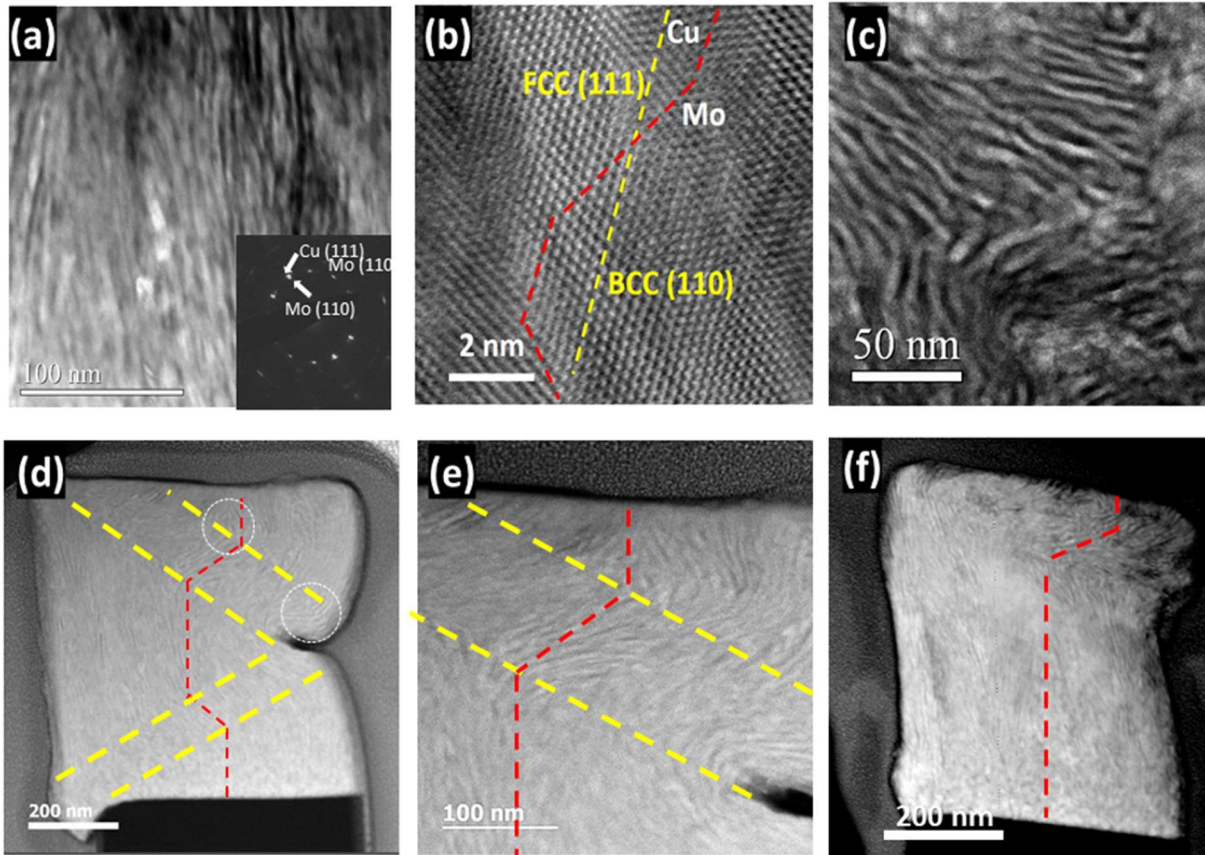 (a)
Cu (111)
Mo (110
Mo (110)
100 nm
(b)
Cu
FCC (111)
Mo
BCC (110)
2 nm
(c)
50 nm
(d)
200 nm
(e)
100 nm
(f)
200 nm